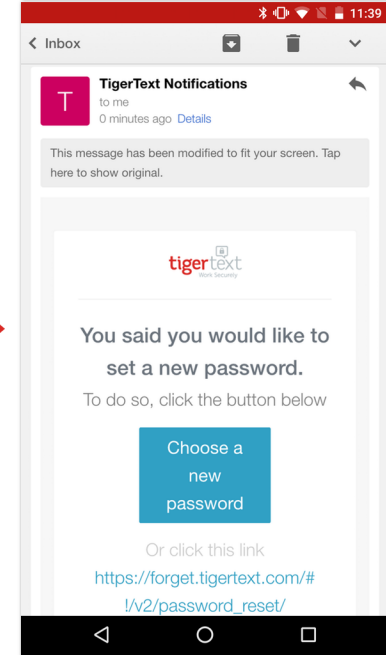 11:39
Inbox
T
TigerText Notifications
to me
0 minutes ago Details
This message has been modified to fit your screen. Tap
here to show original.
tigertext
Work Securely
You said you would like to
set a new password.
To do so, click the button below
Choose a
new
password
Or click this link
https://forget.tigertext.com/#
!/v2/password_reset/